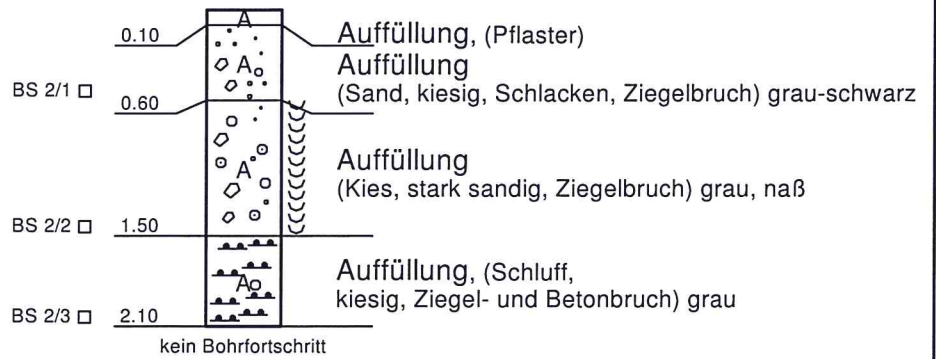 A
0.10
Auffüllung, (Pflaster)
Auffüllung
A
BS 2/1
(Sand, kiesig, Schlacken, Ziegelbruch) grau-schwarz
0.60
Auffüllung
A
(Kies, stark sandig, Ziegelbruch) grau, naß
BS 2/2
1.50
Auffüllung, (Schluff,
A
kiesig, Ziegel- und Betonbruch) grau
BS 2/3
2.10
kein Bohrfortschritt